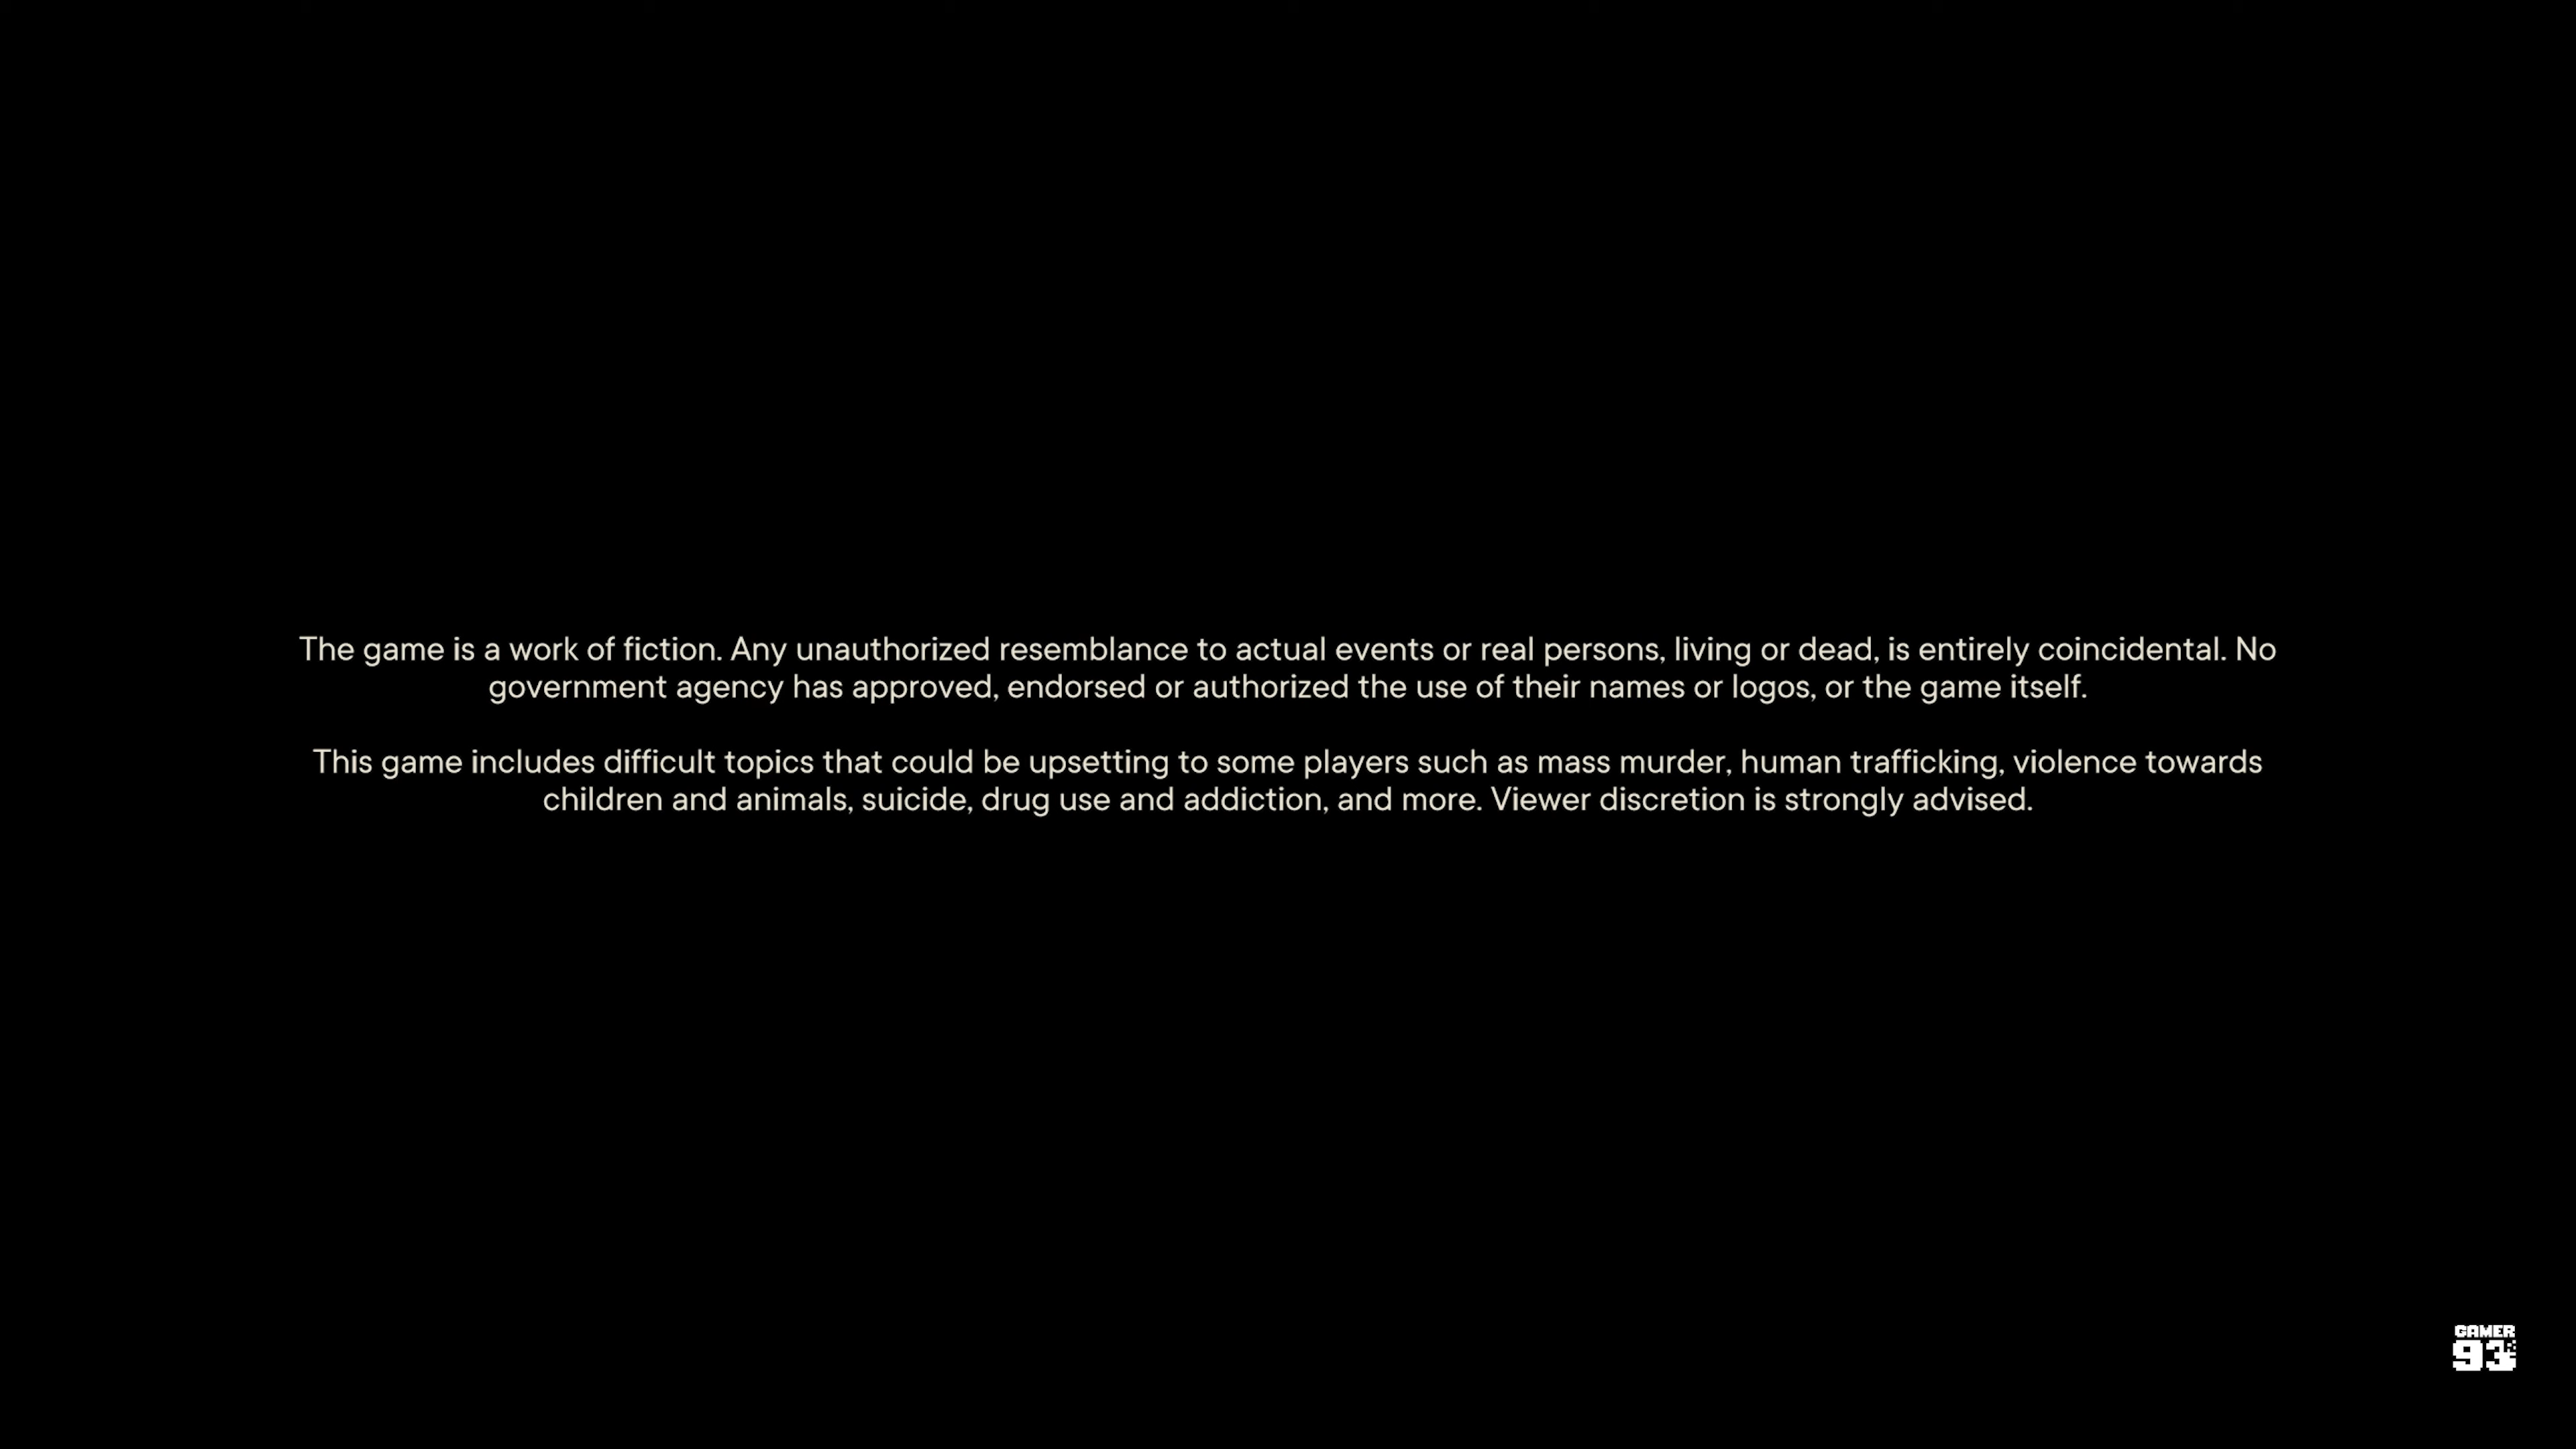 The game is a work of fiction. Any unauthorized resemblance to actual events or real persons, living or dead, is entirely coincidental. No
government agency has approved, endorsed or authorized the use of their names or logos, or the game itself.
This game includes difficult topics that could be upsetting to some players such as mass murder, human trafficking, violence towards
children and animals, suicide, drug use and addiction, and more. Viewer discretion is strongly advised.
GAMER
93